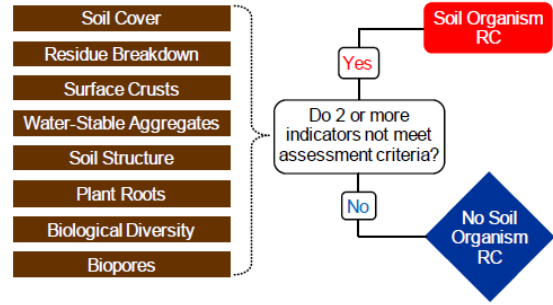 Soil Cover
Residue Breakdown
Surface Crusts
Water-Stable Aggregates
Soil Structure
Plant Roots
Biological Diversity
Biopores
Soil Organism
RC
Yes
Do 2 or more
indicators not meet
assessment criteria?
No
No Soil
Organism
RC